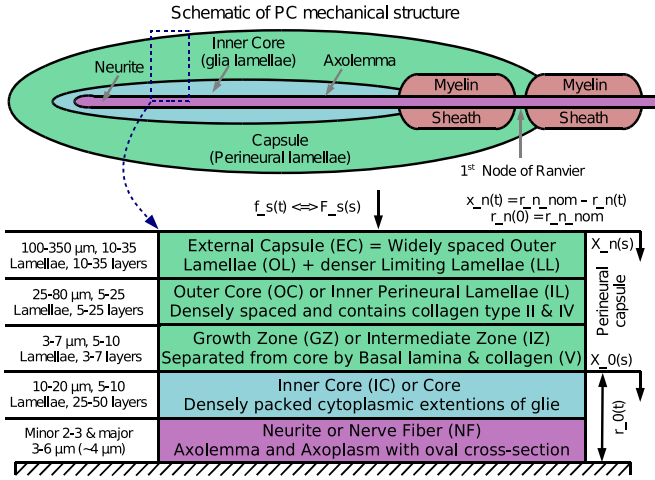 Schematic of PC mechanical structure
Inner Core
(glia lamellae)
Neurite
Axolemma
Myelin
Myelin
Sheath
Sheath
Capsule
(Perineural lamellae)
1st Node of Ranvier
f_s(t) <=> F_s(s)
x_n(t) = r_n_nom − r_n(t)
r_n(0) = r_n_nom
100-350 µm, 10-35
Lamellae, 10-35 layers
External Capsule (EC) = Widely spaced Outer
Lamellae (OL) + denser Limiting Lamellae (LL)
X_n(s)
25-80 µm, 5-25
Lamellae, 5-25 layers
Outer Core (OC) or Inner Perineural Lamellae (IL)
Densely spaced and contains collagen type II & IV
Perineural
capsule
3-7 µm, 5-10
Lamellae, 3-7 layers
Growth Zone (GZ) or Intermediate Zone (IZ)
Separated from core by Basal lamina & collagen (V)
X_0(s)
10-20 µm, 5-10
Lamellae, 25-50 layers
Inner Core (IC) or Core
Densely packed cytoplasmic extentions of glie
r_0(t)
Minor 2-3 & major
3-6 µm (~4 µm)
Neurite or Nerve Fiber (NF)
Axolemma and Axoplasm with oval cross-section